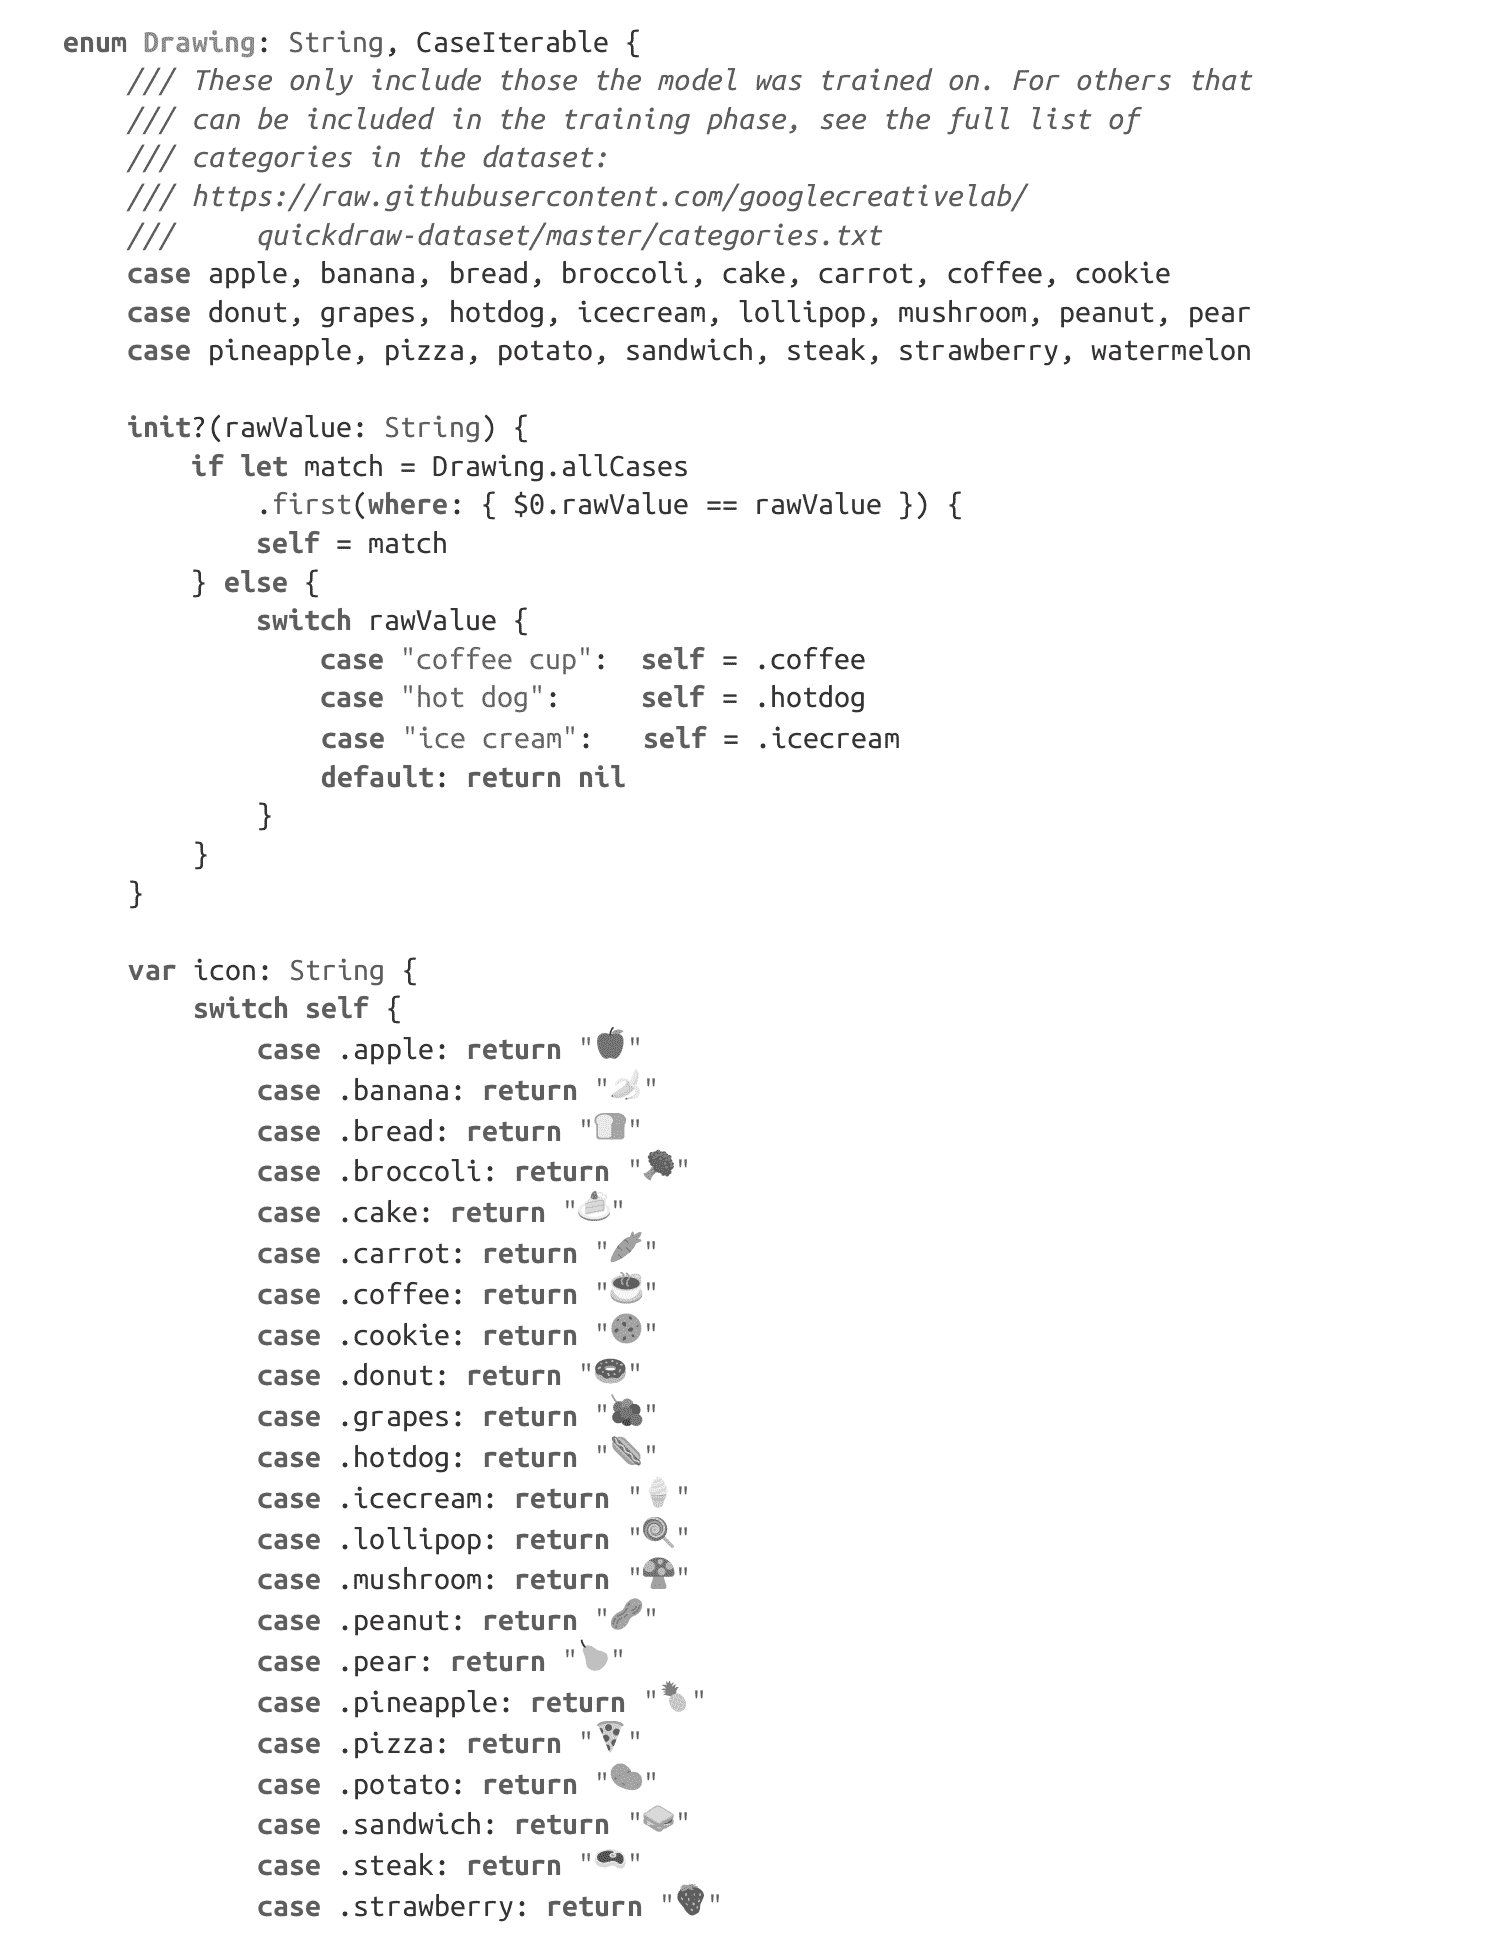 enum Drawing: String, CaseIterable {
    /// These only include those the model was trained on. For others that
    /// can be included in the training phase, see the full list of
    /// categories in the dataset:
    /// https://raw.githubusercontent.com/googlecreativelab/
    ///     quickdraw-dataset/master/categories.txt
    case apple, banana, bread, broccoli, cake, carrot, coffee, cookie
    case donut, grapes, hotdog, icecream, lollipop, mushroom, peanut, pear
    case pineapple, pizza, potato, sandwich, steak, strawberry, watermelon

    init?(rawValue: String) {
        if let match = Drawing.allCases
            .first(where: { $0.rawValue == rawValue }) {
            self = match
        } else {
            switch rawValue {
                case "coffee cup":  self = .coffee
                case "hot dog":     self = .hotdog
                case "ice cream":   self = .icecream
                default: return nil
            }
        }
    }

    var icon: String {
        switch self {
            case .apple: return "🍎"
            case .banana: return "🍌"
            case .bread: return "🍞"
            case .broccoli: return "🥦"
            case .cake: return "🍰"
            case .carrot: return "🥕"
            case .coffee: return "☕️"
            case .cookie: return "🍪"
            case .donut: return "🍩"
            case .grapes: return "🍇"
            case .hotdog: return "🌭"
            case .icecream: return "🍦"
            case .lollipop: return "🍭"
            case .mushroom: return "🍄"
            case .peanut: return "🥜"
            case .pear: return "🍐"
            case .pineapple: return "🍍"
            case .pizza: return "🍕"
            case .potato: return "🥔"
            case .sandwich: return "🥪"
            case .steak: return "🥩"
            case .strawberry: return "🍓"